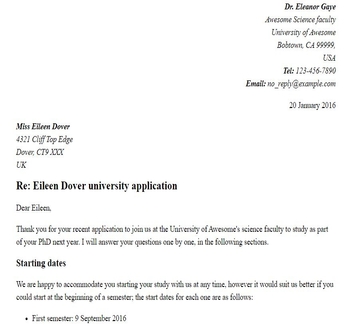 Dr. Eleanor Gaye
Awesome Science faculty
University of Awesome
Bobtown, CA 99999,
USA
Tel: 123-456-7890
Email: no_reply@example.com
20 January 2016
Miss Eileen Dover
4321 Cliff Top Edge
Dover, CT9 XXX
UK
Re: Eileen Dover university application
Dear Eileen,
Thank you for your recent application to join us at the University of Awesome's science faculty to study as part
of your PhD next year. I will answer your questions one by one, in the following sections.
Starting dates
We are happy to accommodate you starting your study with us at any time, however it would suit us better if you
could start at the beginning of a semester; the start dates for each one are as follows:
• First semester: 9 September 2016